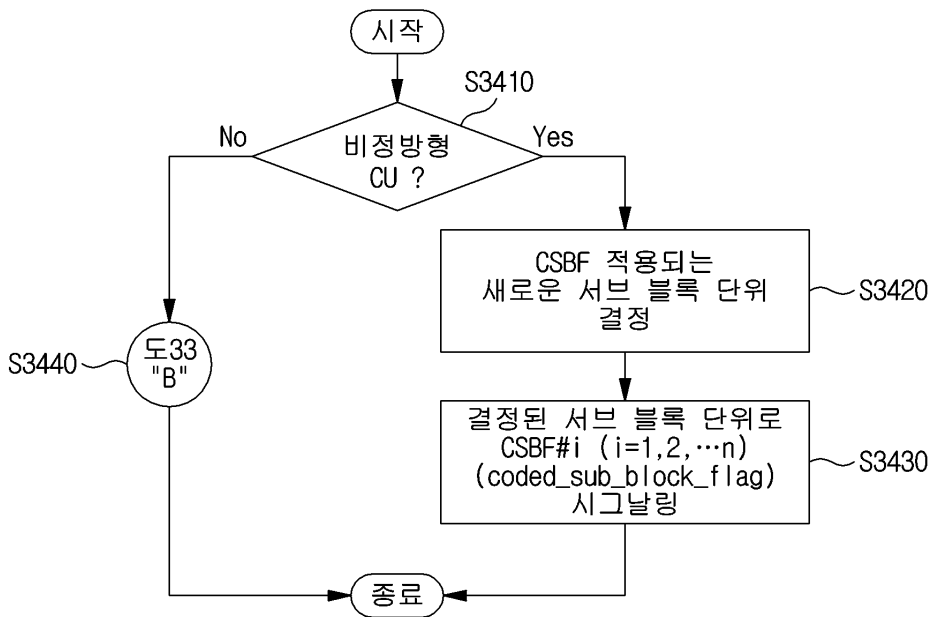 시작
S3410
No
비정방형
CU ?
Yes
CSBF 적용되는
새로운 서브 블록 단위
결정
S3420
S3440
도33
"B"
결정된 서브 블록 단위로
CSBF#i (i=1,2,…n)
(coded_sub_block_flag)
시그날링
S3430
종료